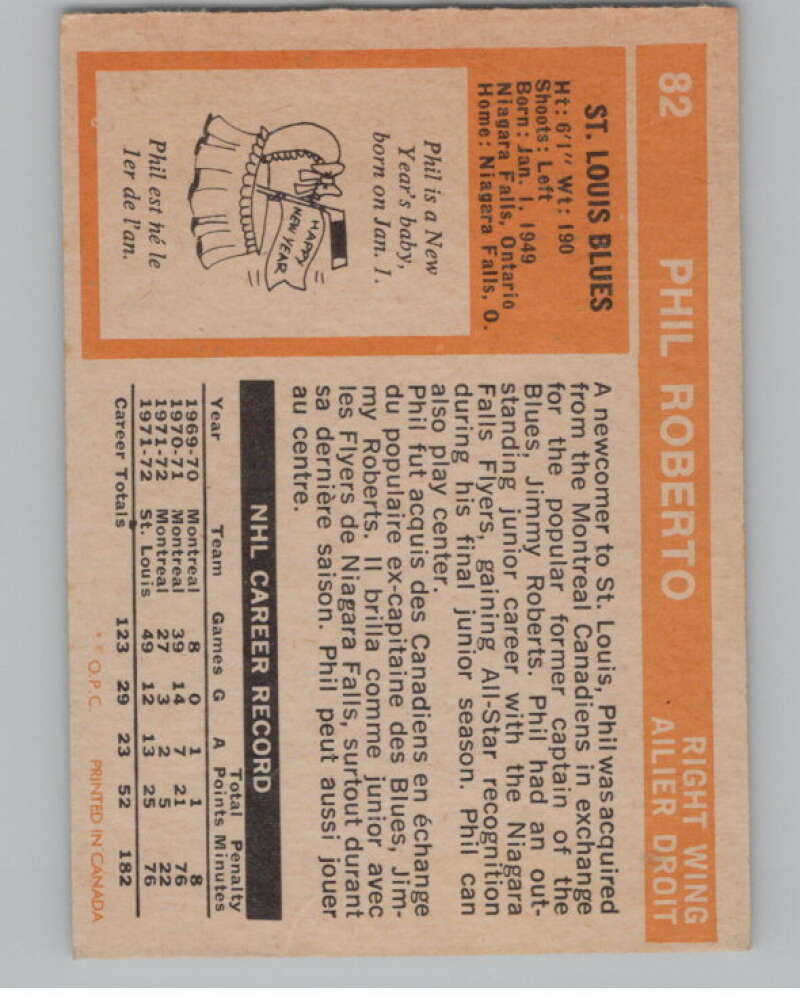 82 PHIL ROBERTO RIGHT WING
AILIER DROIT
ST. LOUIS BLUES
Ht: 6'1" Wt: 190
Shoots: Left
Born: Jan. 1, 1949
Niagara Falls, Ontario
Home: Niagara Falls, O.
Phil is a New
Year's baby,
born on Jan. 1.
HAPPY
NEW YEAR
Phil est né le
1er de l'an.
A newcomer to St. Louis, Phil was acquired
from the Montreal Canadiens in exchange
for the popular former captain of the
Blues, Jimmy Roberts. Phil had an out-
standing junior career with the Niagara
Falls Flyers, gaining All-Star recognition
during his final junior season. Phil can
also play center.
Phil fut acquis des Canadiens en échange
du populaire ex-capitaine des Blues, Jim-
my Roberts. Il brilla comme junior avec
les Flyers de Niagara Falls, surtout durant
sa dernière saison. Phil peut aussi jouer
au centre.
NHL CAREER RECORD
Year Team Games G A Total Points Penalty Minutes
1969-70 Montreal 8 0 1 1 8
1970-71 Montreal 39 14 7 21 76
1971-72 Montreal 27 3 2 5 22
1971-72 St. Louis 49 12 13 25 76
Career Totals 123 29 23 52 182
* © O.P.C. PRINTED IN CANADA